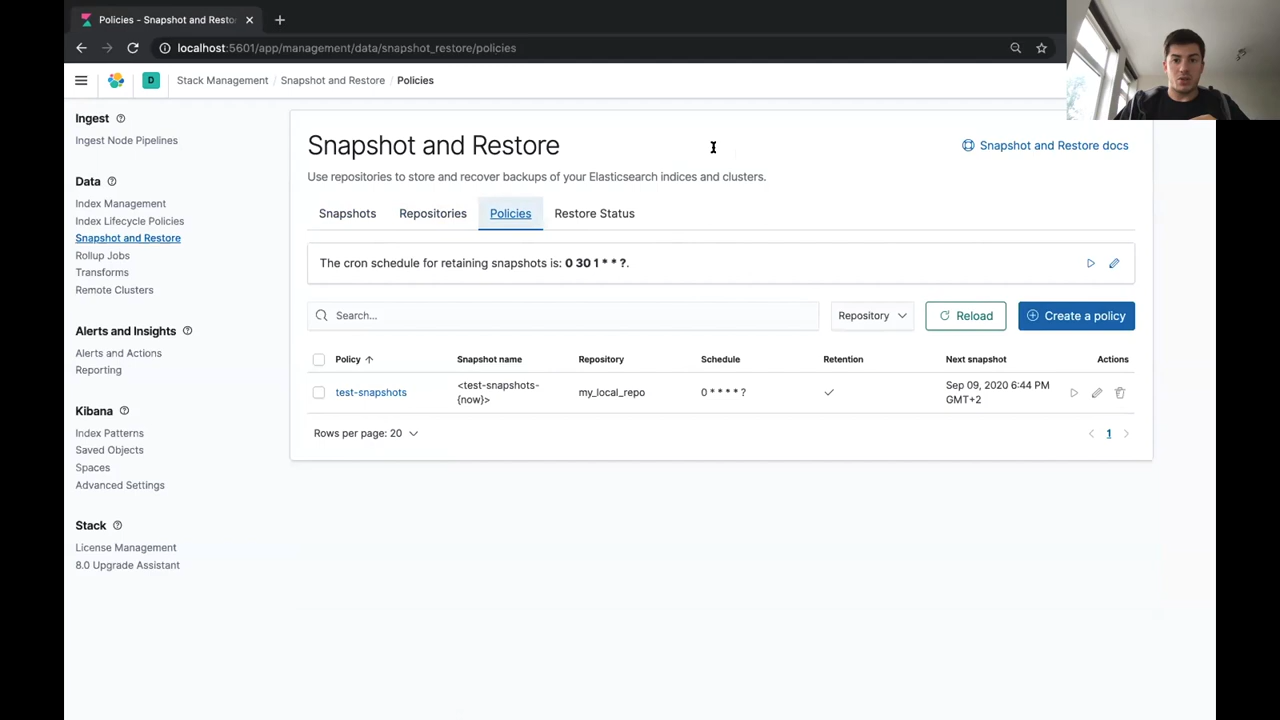 Policies - Snapshot and Resto
localhost:5601/app/management/data/snapshot_restore/policies
D
Stack Management / Snapshot and Restore / Policies
Ingest
Ingest Node Pipelines
Data
Index Management
Index Lifecycle Policies
Snapshot and Restore
Rollup Jobs
Transforms
Remote Clusters
Alerts and Insights
Alerts and Actions
Reporting
Kibana
Index Patterns
Saved Objects
Spaces
Advanced Settings
Stack
License Management
8.0 Upgrade Assistant
Snapshot and Restore
Snapshot and Restore docs
Use repositories to store and recover backups of your Elasticsearch indices and clusters.
Snapshots Repositories Policies Restore Status
The cron schedule for retaining snapshots is: 0 30 1 * * ?.
Search... Repository Reload Create a policy
Policy Snapshot name Repository Schedule Retention Next snapshot Actions
test-snapshots <test-snapshots-{now}> my_local_repo 0 * * * * ? Sep 09, 2020 6:44 PM GMT+2
Rows per page: 20
1